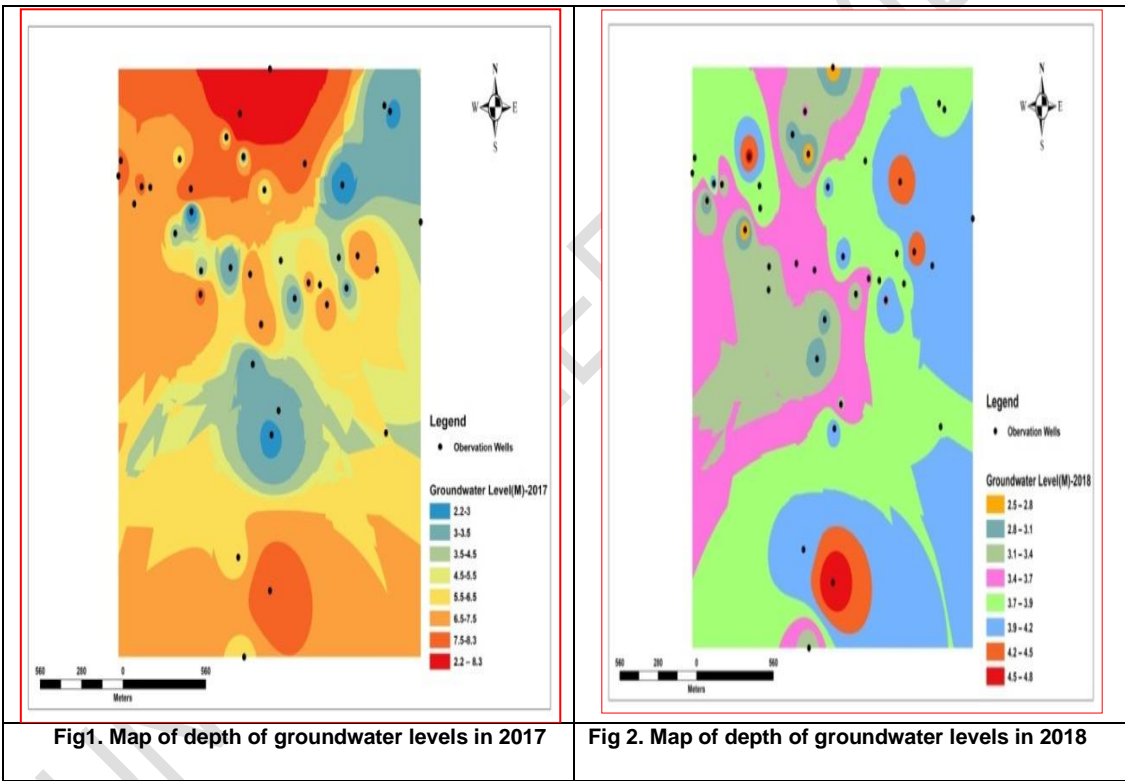 N
W E
S
Legend
Obervation Wells
Groundwater Level(M)-2017
2.2-3
3-3.5
3.5-4.5
4.5-5.5
5.5-6.5
6.5-7.5
7.5-8.3
2.2 – 8.3
560 280 0 560
Meters
Fig1. Map of depth of groundwater levels in 2017
N
W E
S
Legend
Obervation Wells
Groundwater Level(M)-2018
2.5 – 2.8
2.8 – 3.1
3.1 – 3.4
3.4 – 3.7
3.7 – 3.9
3.9 – 4.2
4.2 – 4.5
4.5 – 4.8
560 280 0 560
Meters
Fig 2. Map of depth of groundwater levels in 2018